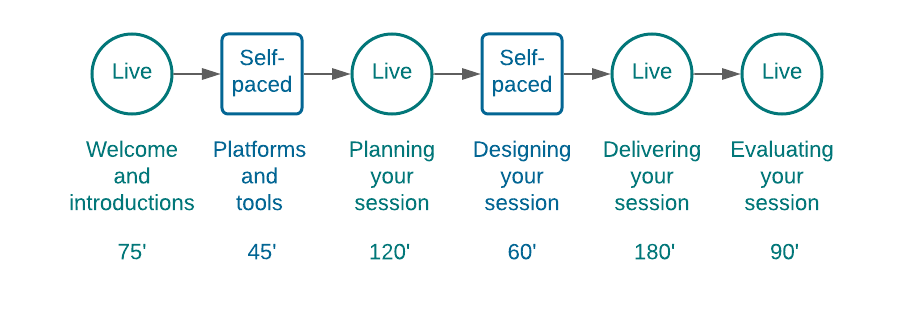 Live
Self-
paced
Live
Self-
paced
Live
Live
Welcome
and
introductions
Platforms
and
tools
Planning
your
session
Designing
your
session
Delivering
your
session
Evaluating
your
session
75'
45'
120'
60'
180'
90'